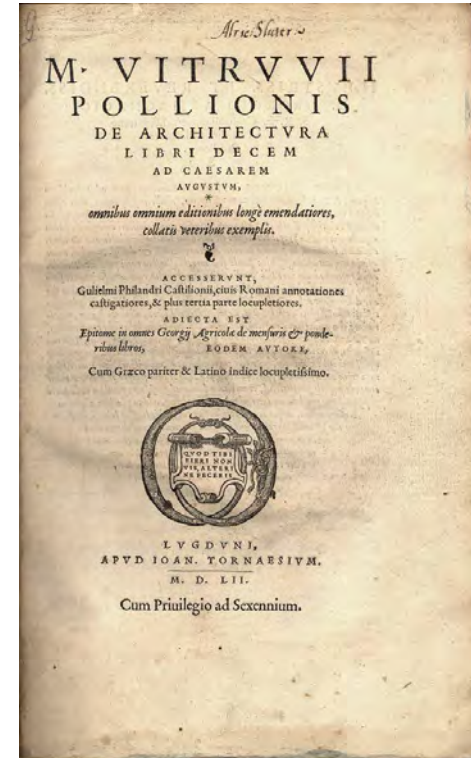 M. VITRVVII
POLLIONIS
DE ARCHITECTVRA
LIBRI DECEM
AD CAESAREM
AVGVSTVM,
*
omnibus omnium editionibus longè emendatiores,
collatis veteribus exemplis.
ACCESSERVNT,
Gulielmi Philandri Castilionii, ciuis Romani annotationes
castigatiores, & plus tertia parte locupletiores.
ADIECTA EST
Epitome in omnes Georgij Agricolæ de mensuris & ponde-
ribus libros, EODEM AVTORE,
Cum Græco pariter & Latino indice locupletissimo.
QVOD TIBI
FIERI NON
VIS, ALTERI
NE FECERIS
LVGDVNI,
APVD IOAN. TORNAESIVM.
M. D. LII.
Cum Priuilegio ad Sexennium.